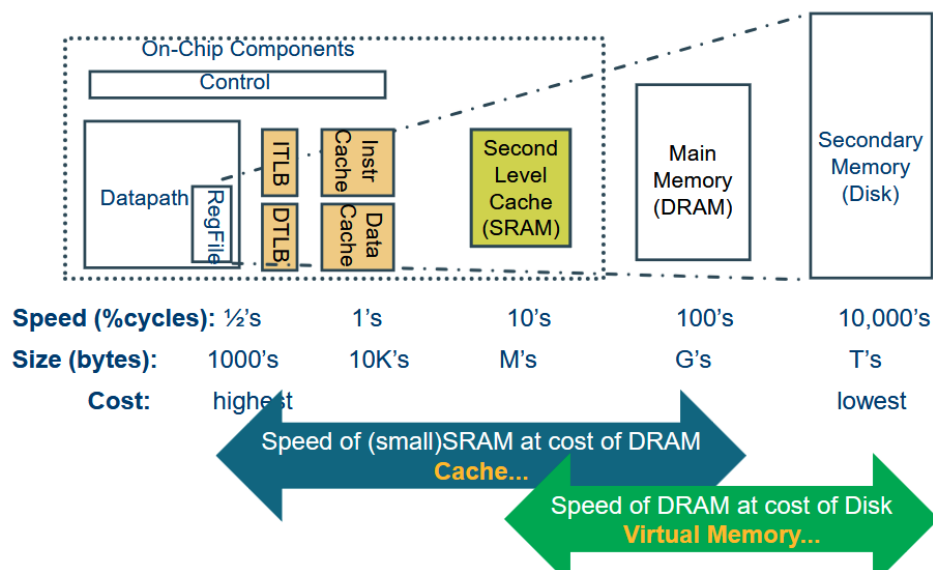 On-Chip Components
Control
Datapath
RegFile
ITLB
DTLB
Instr
Cache
Data
Cache
Second
Level
Cache
(SRAM)
Main
Memory
(DRAM)
Secondary
Memory
(Disk)
Speed (%cycles): ½'s 1's 10's 100's 10,000's
Size (bytes): 1000's 10K's M's G's T's
Cost: highest lowest
Speed of (small)SRAM at cost of DRAM
Cache...
Speed of DRAM at cost of Disk
Virtual Memory...